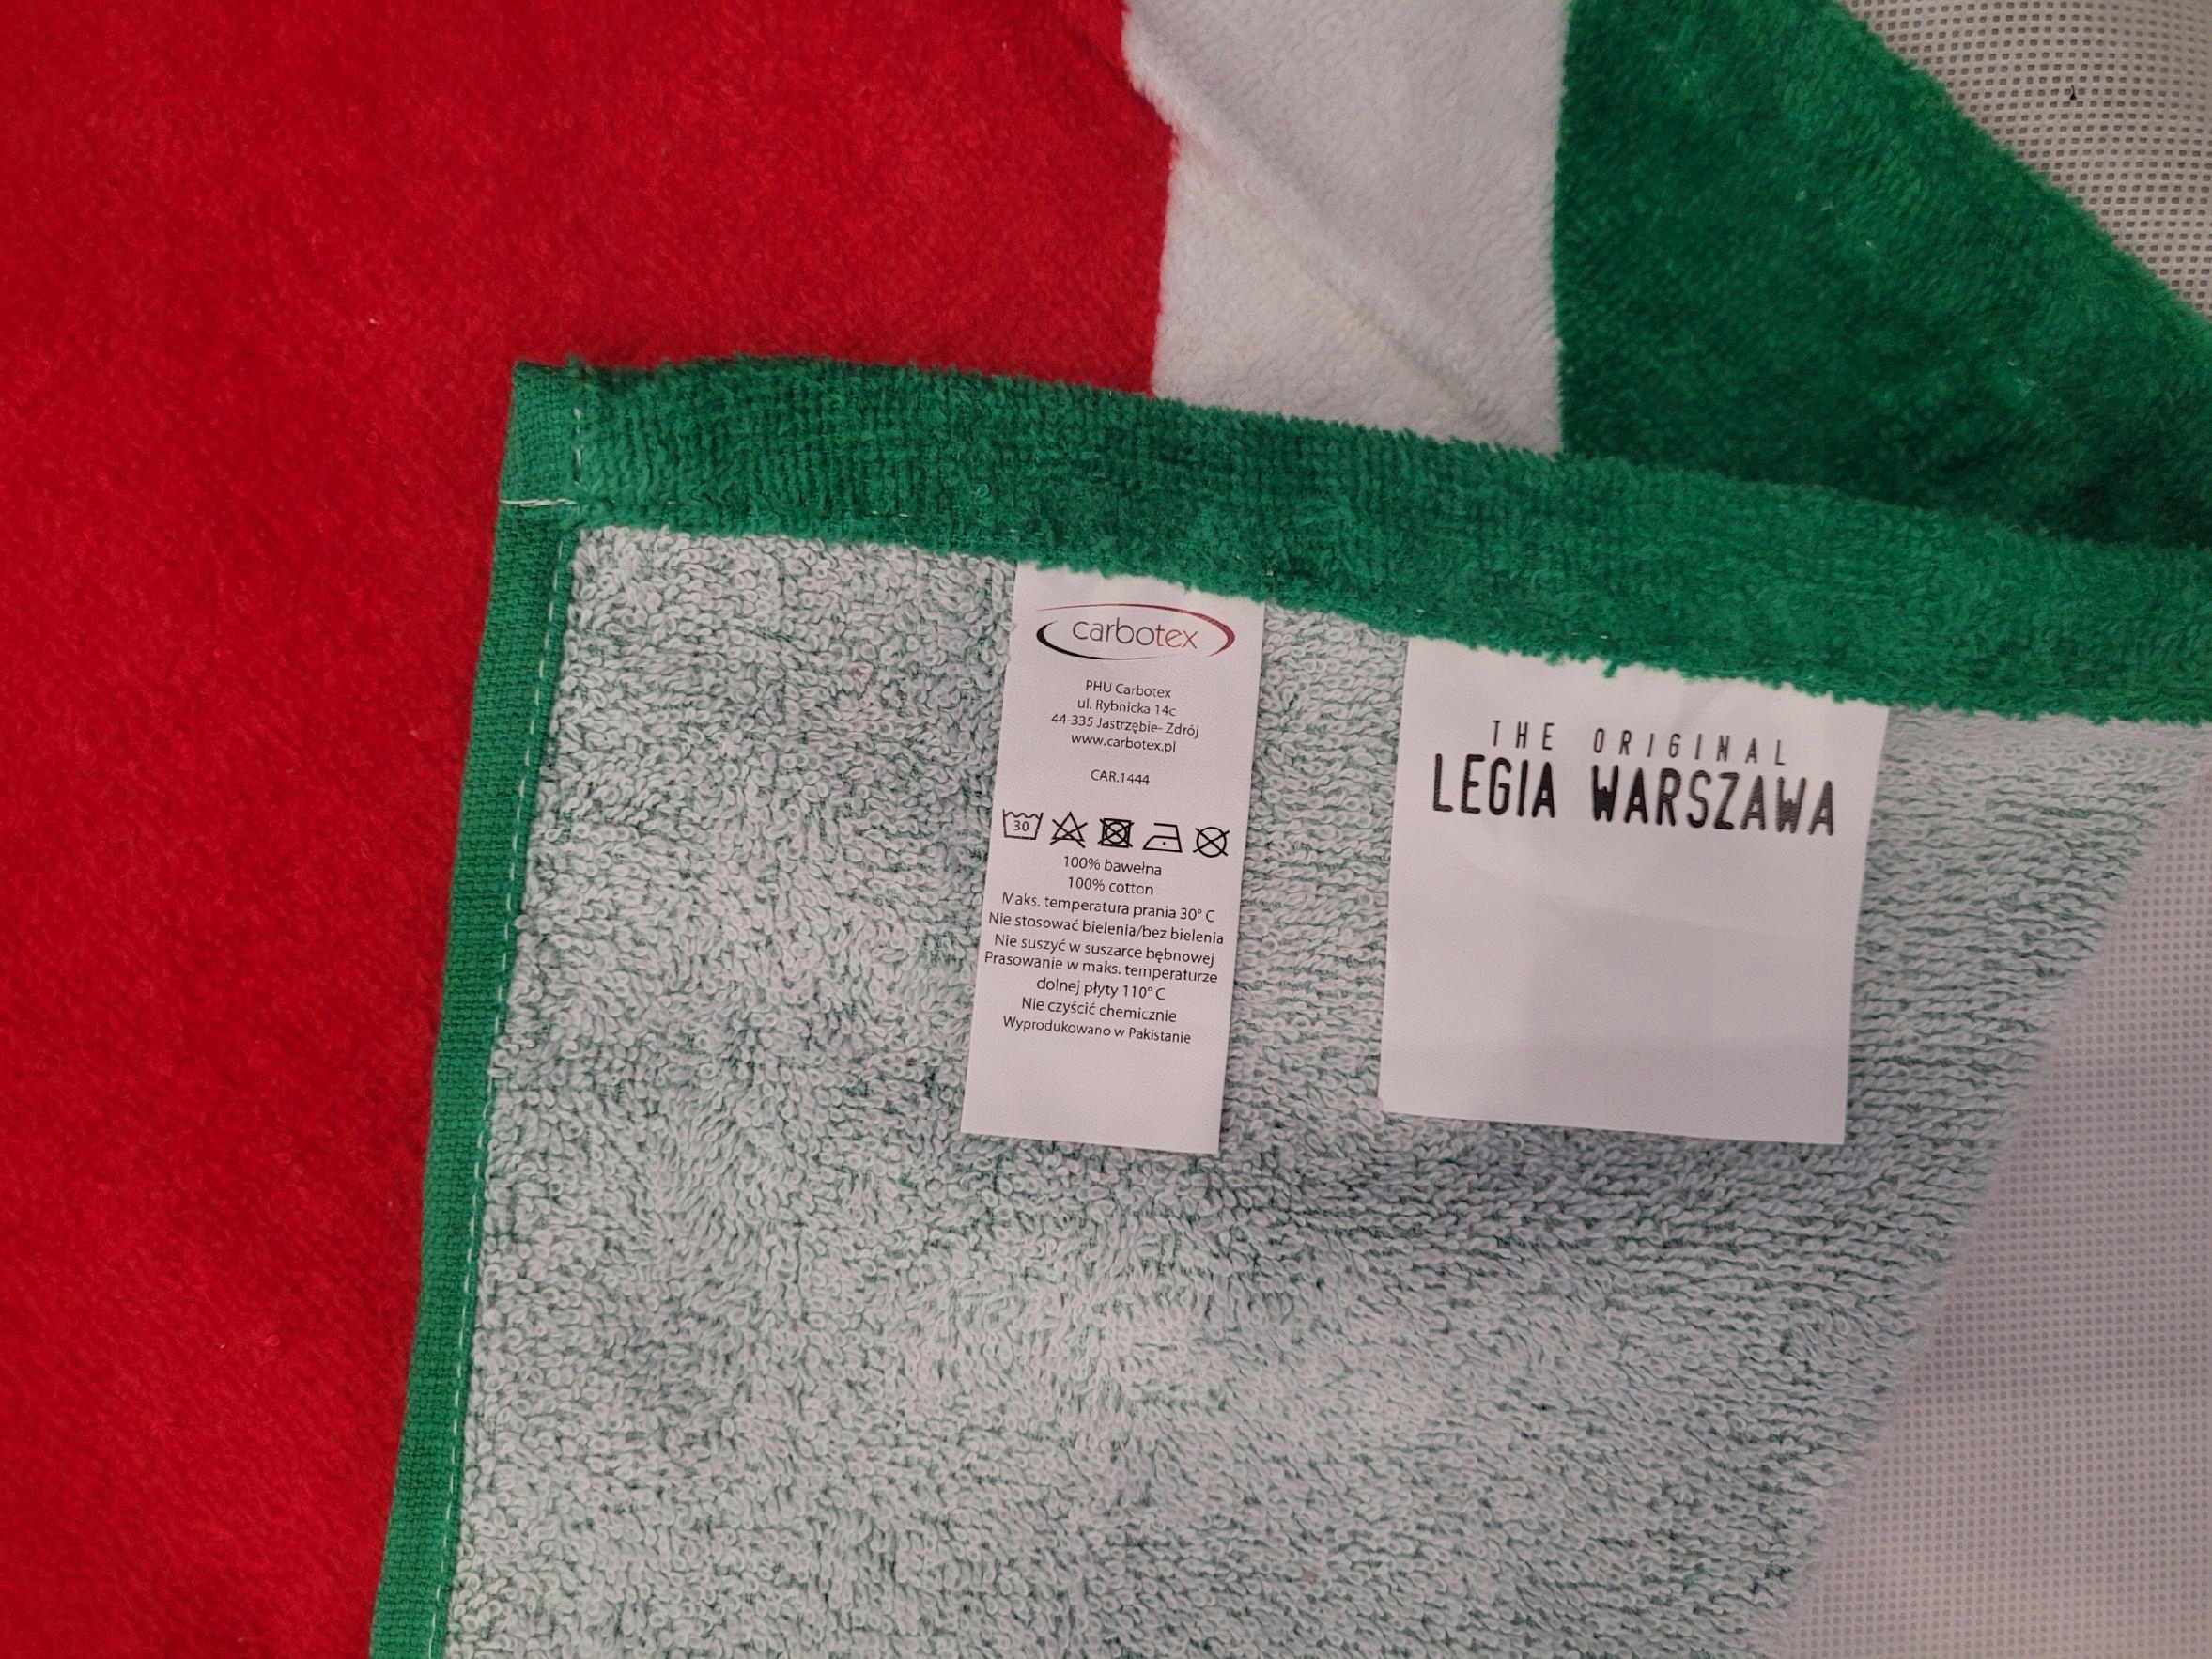 carbotex
PHU Carbotex
ul. Rybnicka 14c
44-335 Jastrzębie- Zdrój
www.carbotex.pl
CAR.1444
30
100% bawełna
100% cotton
Maks. temperatura prania 30° C
Nie stosować bielenia/bez bielenia
Nie suszyć w suszarce bębnowej
Prasowanie w maks. temperaturze
dolnej płyty 110° C
Nie czyścić chemicznie
Wyprodukowano w Pakistanie
THE ORIGINAL
LEGIA WARSZAWA